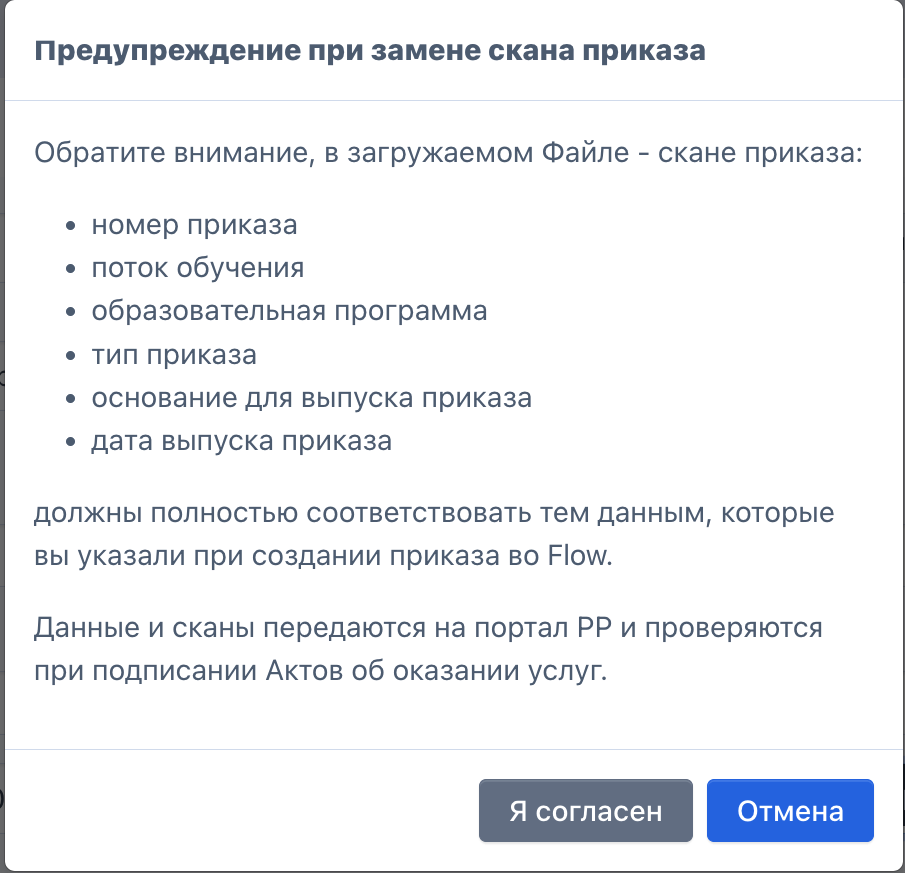 Предупреждение при замене скана приказа
Обратите внимание, в загружаемом Файле - скане приказа:
• номер приказа
• поток обучения
• образовательная программа
• тип приказа
• основание для выпуска приказа
• дата выпуска приказа
должны полностью соответствовать тем данным, которые
вы указали при создании приказа во Flow.
Данные и сканы передаются на портал РР и проверяются
при подписании Актов об оказании услуг.
Я согласен
Отмена